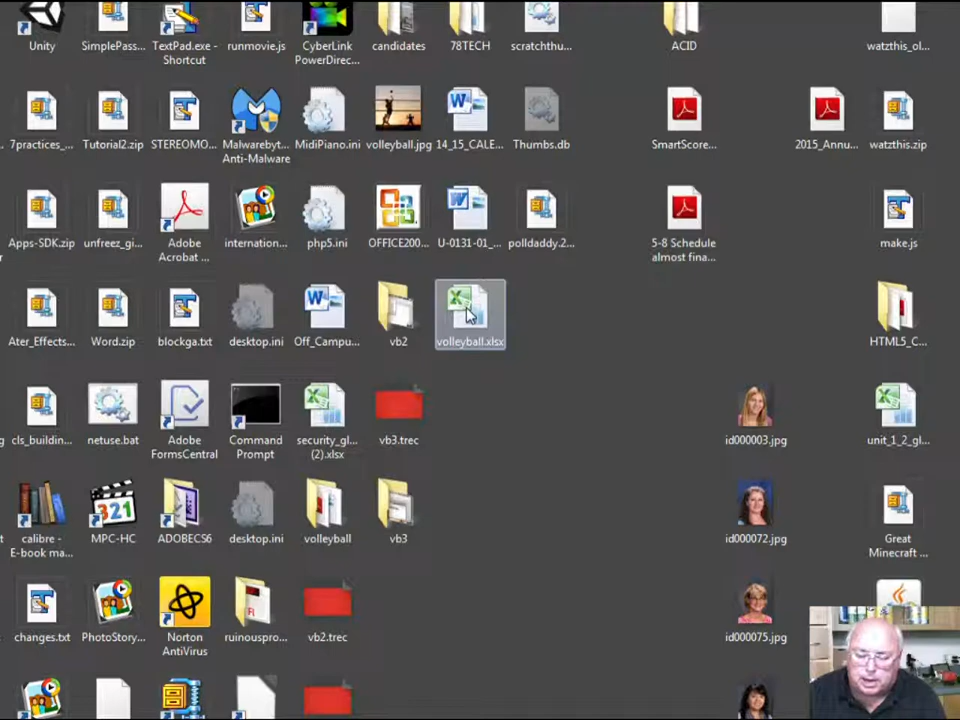 Unity
SimplePass...
TextPad.exe -
Shortcut
runmovie.js
CyberLink
PowerDirec...
candidates
78TECH
scratchthu...
ACID
watzthis_ol...
7practices_...
Tutorial2.zip
STEREOMO...
Malwarebyt...
Anti-Malware
MidiPiano.ini
volleyball.jpg
14_15_CALE...
Thumbs.db
SmartScore...
2015_Annu...
watzthis.zip
Apps-SDK.zip
unfreez_gi...
Adobe
Acrobat ...
internation...
php5.ini
OFFICE200...
U-0131-01_...
polldaddy.2...
5-8 Schedule
almost fina...
make.js
Ater_Effects...
Word.zip
blockga.txt
desktop.ini
Off_Campu...
vb2
volleyball.xlsx
HTML5_C...
cls_buildin...
netuse.bat
Adobe
FormsCentral
Command
Prompt
security_gl...
(2).xlsx
vb3.trec
id000003.jpg
unit_1_2_gl...
calibre -
E-book ma...
321
MPC-HC
ADOBECS6
desktop.ini
volleyball
vb3
id000072.jpg
Great
Minecraft ...
changes.txt
PhotoStory...
Norton
AntiVirus
ruinouspro...
vb2.trec
id000075.jpg